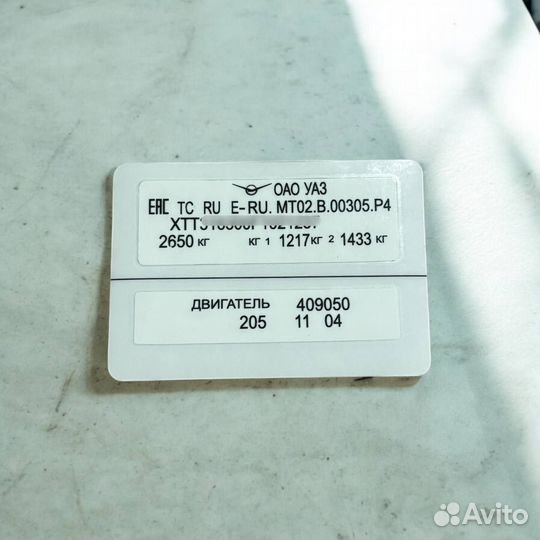 ОАО УАЗ
ЕАС ТС RU E-RU.MT02.B.00305.P4
2650 кг кг 1 1217кг 2 1433 кг
ДВИГАТЕЛЬ 409050
205 11 04
Avito